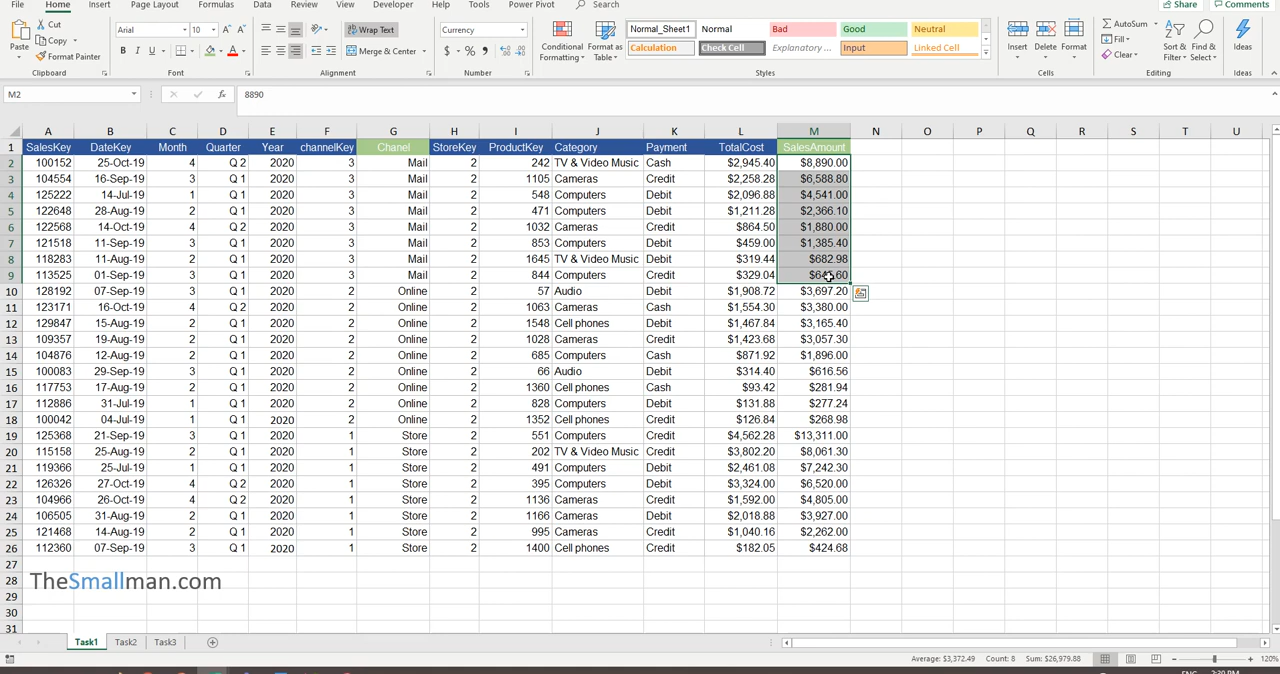 File Home Insert Page Layout Formulas Data Review View Developer Help Tools Power Pivot Search Share Comments
Cut Arial 10 Wrap Text Currency Normal_Sheet1 Normal Bad Good Neutral AutoSum
Paste Copy Format Painter Merge & Center Conditional Formatting Format as Table Calculation Check Cell Explanatory ... Input Linked Cell Insert Delete Format Fill Clear Sort & Filter Find & Select Ideas
Clipboard Font Alignment Number Styles Cells Editing Ideas
M2 8890
A B C D E F G H I J K L M N O P Q R S T U
1 SalesKey DateKey Month Quarter Year channelKey Chanel StoreKey ProductKey Category Payment TotalCost SalesAmount
2 100152 25-Oct-19 4 Q 2 2020 3 Mail 2 242 TV & Video Music Cash $2,945.40 $8,890.00
3 104554 16-Sep-19 3 Q 1 2020 3 Mail 2 1105 Cameras Credit $2,258.28 $6,588.80
4 125222 14-Jul-19 1 Q 1 2020 3 Mail 2 548 Computers Debit $2,096.88 $4,541.00
5 122648 28-Aug-19 2 Q 1 2020 3 Mail 2 471 Computers Debit $1,211.28 $2,366.10
6 122568 14-Oct-19 4 Q 2 2020 3 Mail 2 1032 Cameras Credit $864.50 $1,880.00
7 121518 11-Sep-19 3 Q 1 2020 3 Mail 2 853 Computers Debit $459.00 $1,385.40
8 118283 11-Aug-19 2 Q 1 2020 3 Mail 2 1645 TV & Video Music Debit $319.44 $682.98
9 113525 01-Sep-19 3 Q 1 2020 3 Mail 2 844 Computers Credit $329.04
10 128192 07-Sep-19 3 Q 1 2020 2 Online 2 57 Audio Debit $1,908.72 $3,697.20
11 123171 16-Oct-19 4 Q 2 2020 2 Online 2 1063 Cameras Credit $1,554.30 $3,380.00
12 129847 15-Aug-19 2 Q 1 2020 2 Online 2 1548 Cell phones Debit $1,467.84 $3,165.40
13 109357 19-Aug-19 2 Q 1 2020 2 Online 2 1028 Cameras Credit $1,423.68 $3,057.30
14 104876 12-Aug-19 2 Q 1 2020 2 Online 2 685 Computers Cash $871.92 $1,896.00
15 100083 29-Sep-19 3 Q 1 2020 2 Online 2 66 Audio Debit $314.40 $616.56
16 117753 17-Aug-19 2 Q 1 2020 2 Online 2 1360 Cell phones Cash $93.42 $281.94
17 112886 31-Jul-19 1 Q 1 2020 2 Online 2 828 Computers Debit $131.88 $277.24
18 100042 04-Jul-19 1 Q 1 2020 2 Online 2 1352 Cell phones Credit $126.84 $268.98
19 125368 21-Sep-19 3 Q 1 2020 1 Store 2 551 Computers Credit $4,562.28 $13,311.00
20 115158 25-Aug-19 2 Q 1 2020 1 Store 2 202 TV & Video Music Credit $3,802.20 $8,061.30
21 119366 25-Jul-19 1 Q 1 2020 1 Store 2 491 Computers Debit $2,461.08 $7,242.30
22 126326 27-Oct-19 4 Q 2 2020 1 Store 2 395 Computers Debit $3,324.00 $6,520.00
23 104966 26-Oct-19 4 Q 2 2020 1 Store 2 1136 Cameras Credit $1,592.00 $4,805.00
24 106505 31-Aug-19 2 Q 1 2020 1 Store 2 1166 Cameras Debit $2,018.88 $3,927.00
25 121468 14-Aug-19 2 Q 1 2020 1 Store 2 995 Cameras Credit $1,040.16 $2,262.00
26 112360 07-Sep-19 3 Q 1 2020 1 Store 2 1400 Cell phones Credit $182.05 $424.68
27
28 TheSmallman.com
29
30
31
Task1 Task2 Task3
Average: $3,372.49 Count: 8 Sum: $26,979.88 120%